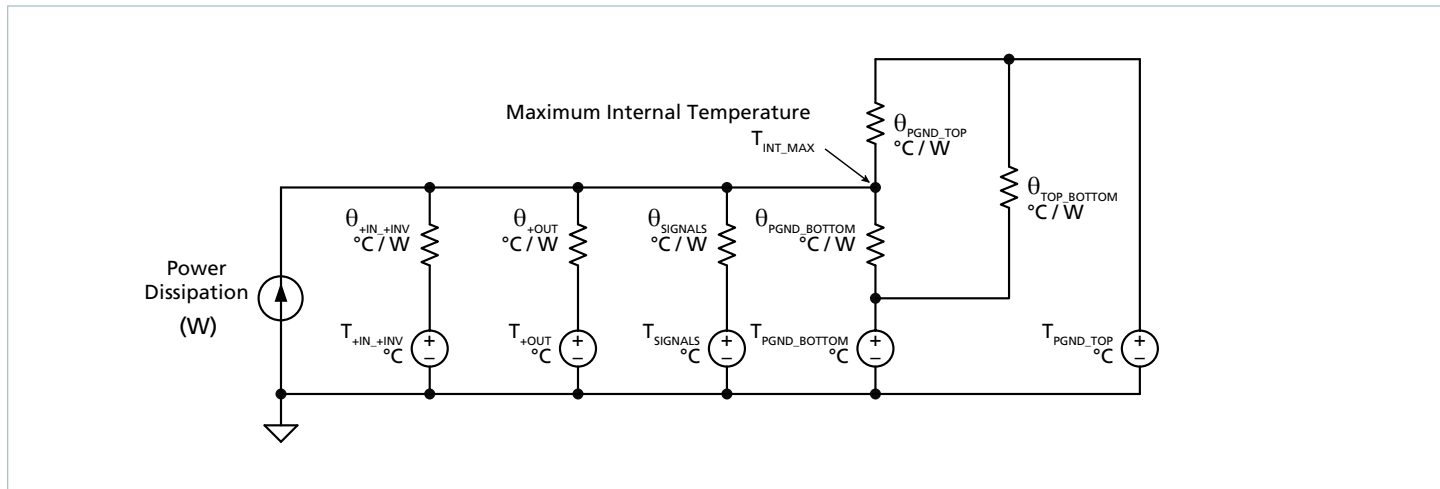 Maximum Internal Temperature
T_INT_MAX
θ_PGND_TOP
°C / W
θ_TOP_BOTTOM
°C / W
θ_+IN_+INV
°C / W
θ_+OUT
°C / W
θ_SIGNALS
°C / W
θ_PGND_BOTTOM
°C / W
Power
Dissipation
(W)
T_+IN_+INV
°C
+
−
T_+OUT
°C
+
−
T_SIGNALS
°C
+
−
T_PGND_BOTTOM
°C
+
−
T_PGND_TOP
°C
+
−